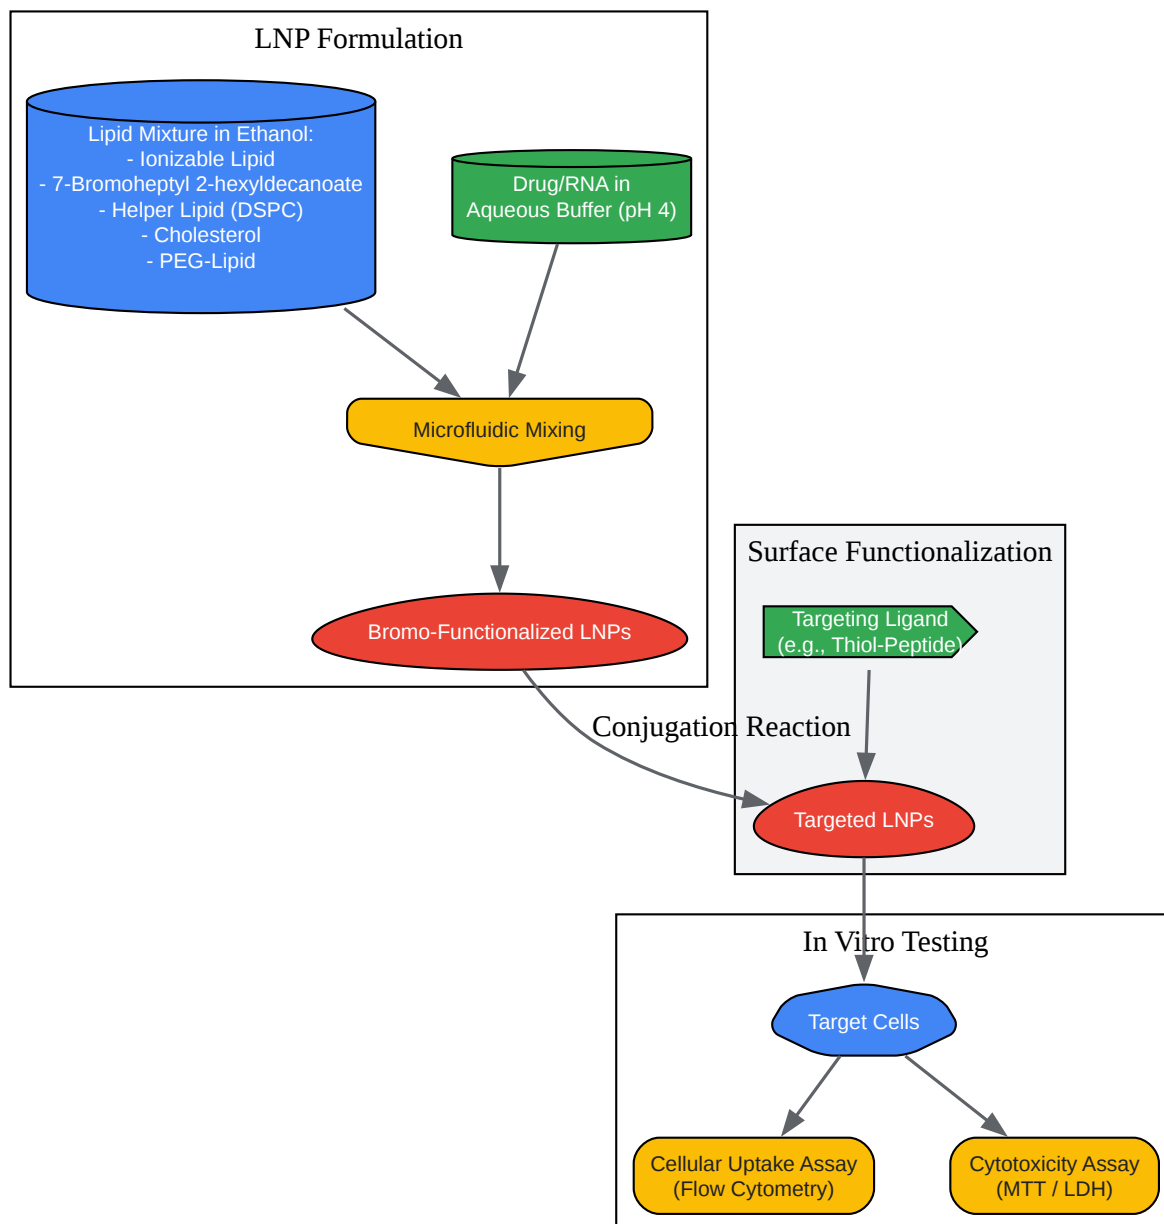 LNP Formulation
Lipid Mixture in Ethanol:
- Ionizable Lipid
- 7-Bromoheptyl 2-hexyldecanoate
- Helper Lipid (DSPC)
- Cholesterol
- PEG-Lipid
Drug/RNA in
Aqueous Buffer (pH 4)
Microfluidic Mixing
Bromo-Functionalized LNPs
Surface Functionalization
Targeting Ligand
(e.g., Thiol-Peptide)
Conjugation Reaction
Targeted LNPs
In Vitro Testing
Target Cells
Cellular Uptake Assay
(Flow Cytometry)
Cytotoxicity Assay
(MTT / LDH)